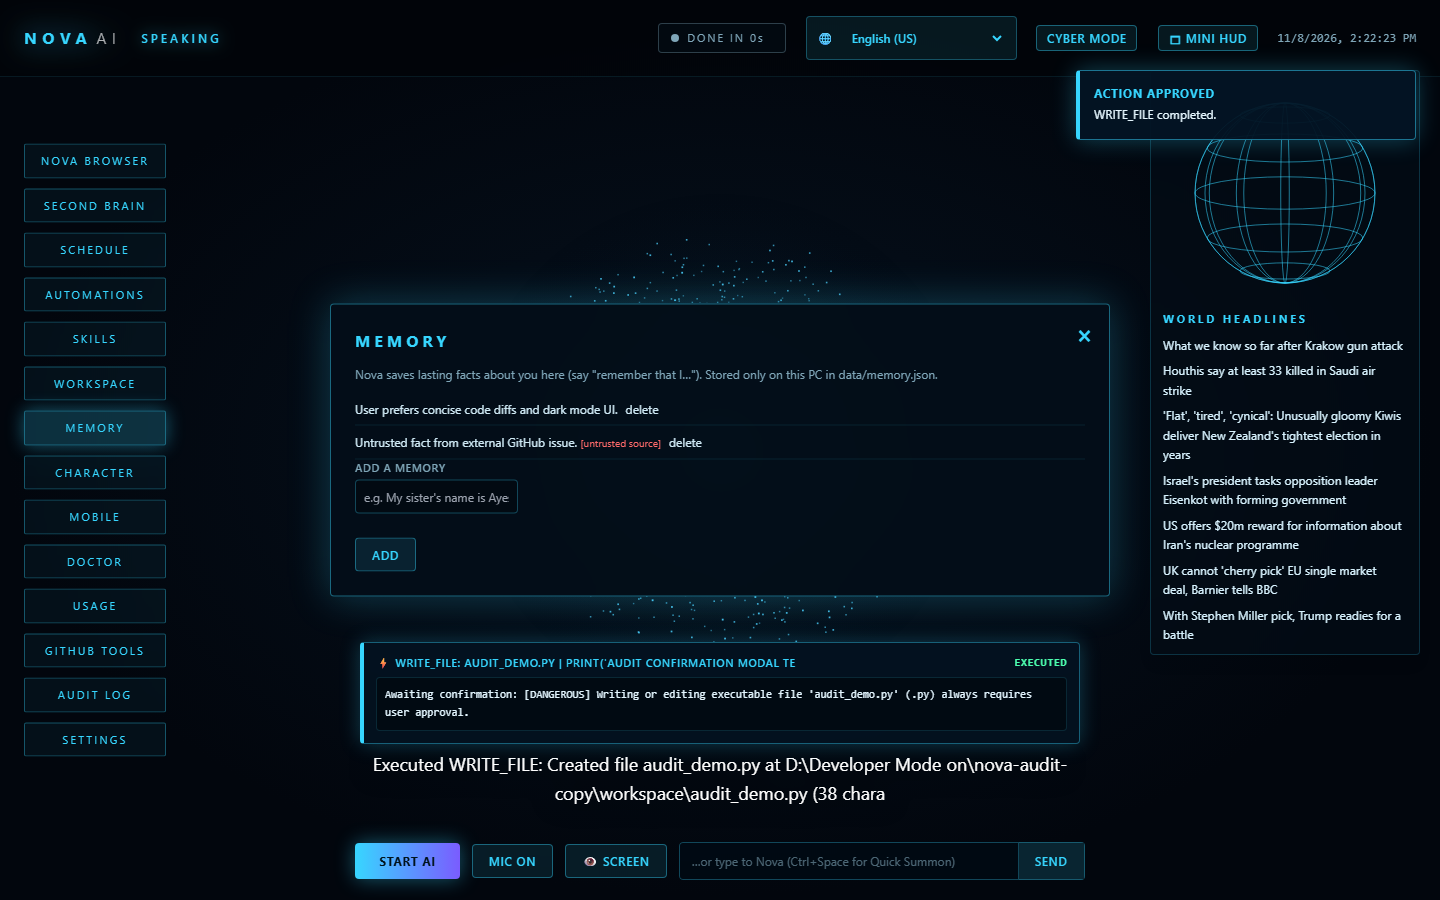 NOVA AI SPEAKING
DONE IN 0s
English (US)
CYBER MODE
MINI HUD
11/8/2026, 2:22:23 PM
ACTION APPROVED
WRITE_FILE completed.
NOVA BROWSER
SECOND BRAIN
SCHEDULE
AUTOMATIONS
SKILLS
WORKSPACE
MEMORY
CHARACTER
MOBILE
DOCTOR
USAGE
GITHUB TOOLS
AUDIT LOG
SETTINGS
MEMORY
×
Nova saves lasting facts about you here (say "remember that I..."). Stored only on this PC in data/memory.json.
User prefers concise code diffs and dark mode UI. delete
Untrusted fact from external GitHub issue. [untrusted source] delete
ADD A MEMORY
e.g. My sister's name is Aye
ADD
WORLD HEADLINES
What we know so far after Krakow gun attack
Houthis say at least 33 killed in Saudi air
strike
'Flat', 'tired', 'cynical': Unusually gloomy Kiwis
deliver New Zealand's tightest election in
years
Israel's president tasks opposition leader
Eisenkot with forming government
US offers $20m reward for information about
Iran's nuclear programme
UK cannot 'cherry pick' EU single market
deal, Barnier tells BBC
With Stephen Miller pick, Trump readies for a
battle
WRITE_FILE: AUDIT_DEMO.PY | PRINT('AUDIT CONFIRMATION MODAL TE
EXECUTED
Awaiting confirmation: [DANGEROUS] Writing or editing executable file 'audit_demo.py' (.py) always requires
user approval.
Executed WRITE_FILE: Created file audit_demo.py at D:\Developer Mode on\nova-audit-
copy\workspace\audit_demo.py (38 chara
START AI
MIC ON
SCREEN
...or type to Nova (Ctrl+Space for Quick Summon)
SEND